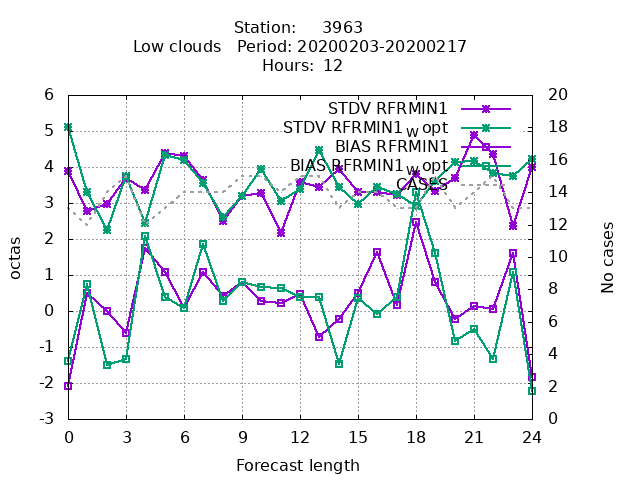 Station: 3963
Low clouds Period: 20200203-20200217
Hours: 12
STDV RFRMIN1
STDV RFRMIN1_w opt
BIAS RFRMIN1
BIAS RFRMIN1_w opt
CASES
6
5
4
3
2
1
0
-1
-2
-3
20
18
16
14
12
10
8
6
4
2
0
octas
No cases
0 3 6 9 12 15 18 21 24
Forecast length